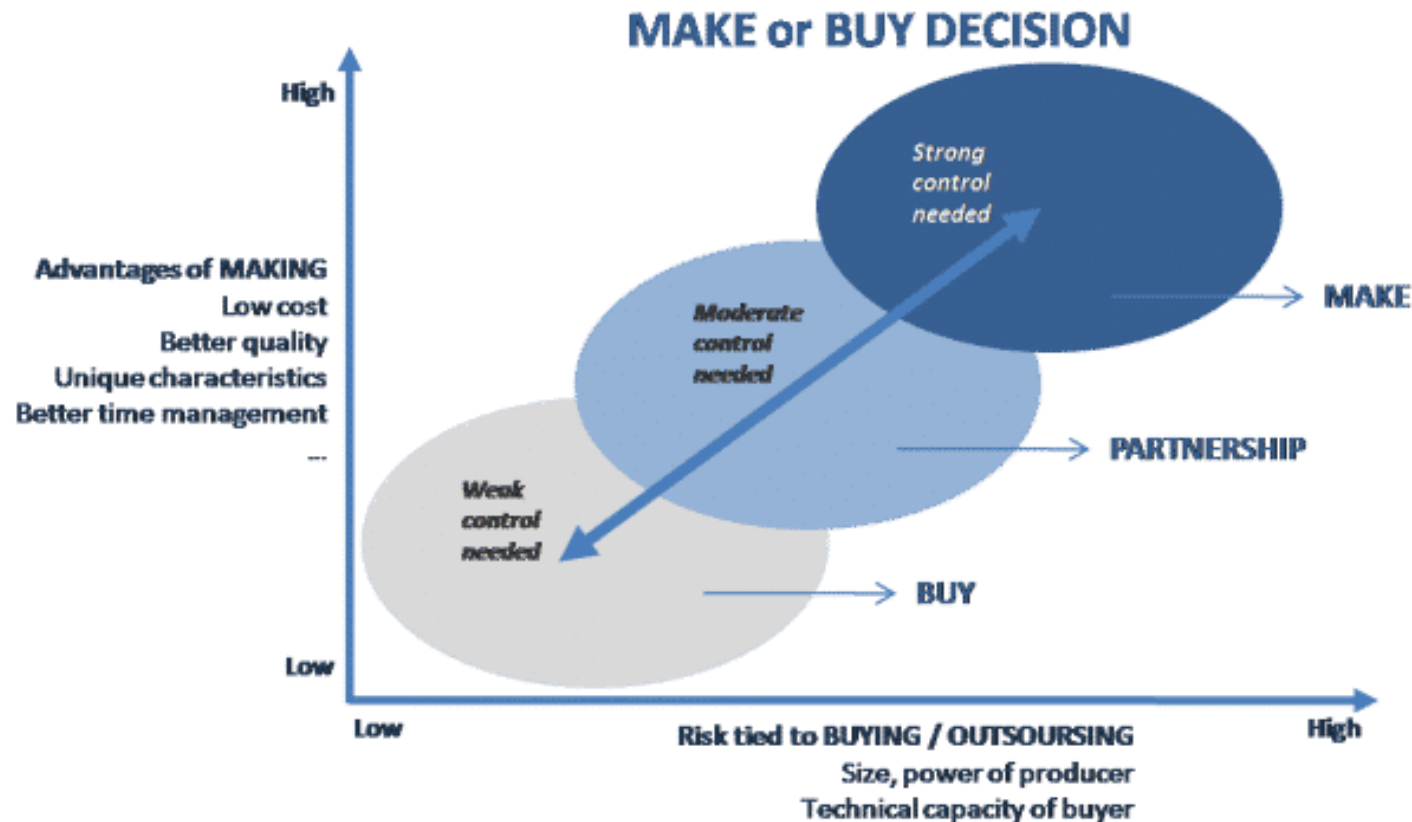 MAKE or BUY DECISION
High
Strong
control
needed
Advantages of MAKING
Low cost
Better quality
Unique characteristics
Better time management
...
MAKE
Moderate
control
needed
PARTNERSHIP
Weak
control
needed
BUY
Low
Low
Risk tied to BUYING / OUTSOURSING
High
Size, power of producer
Technical capacity of buyer